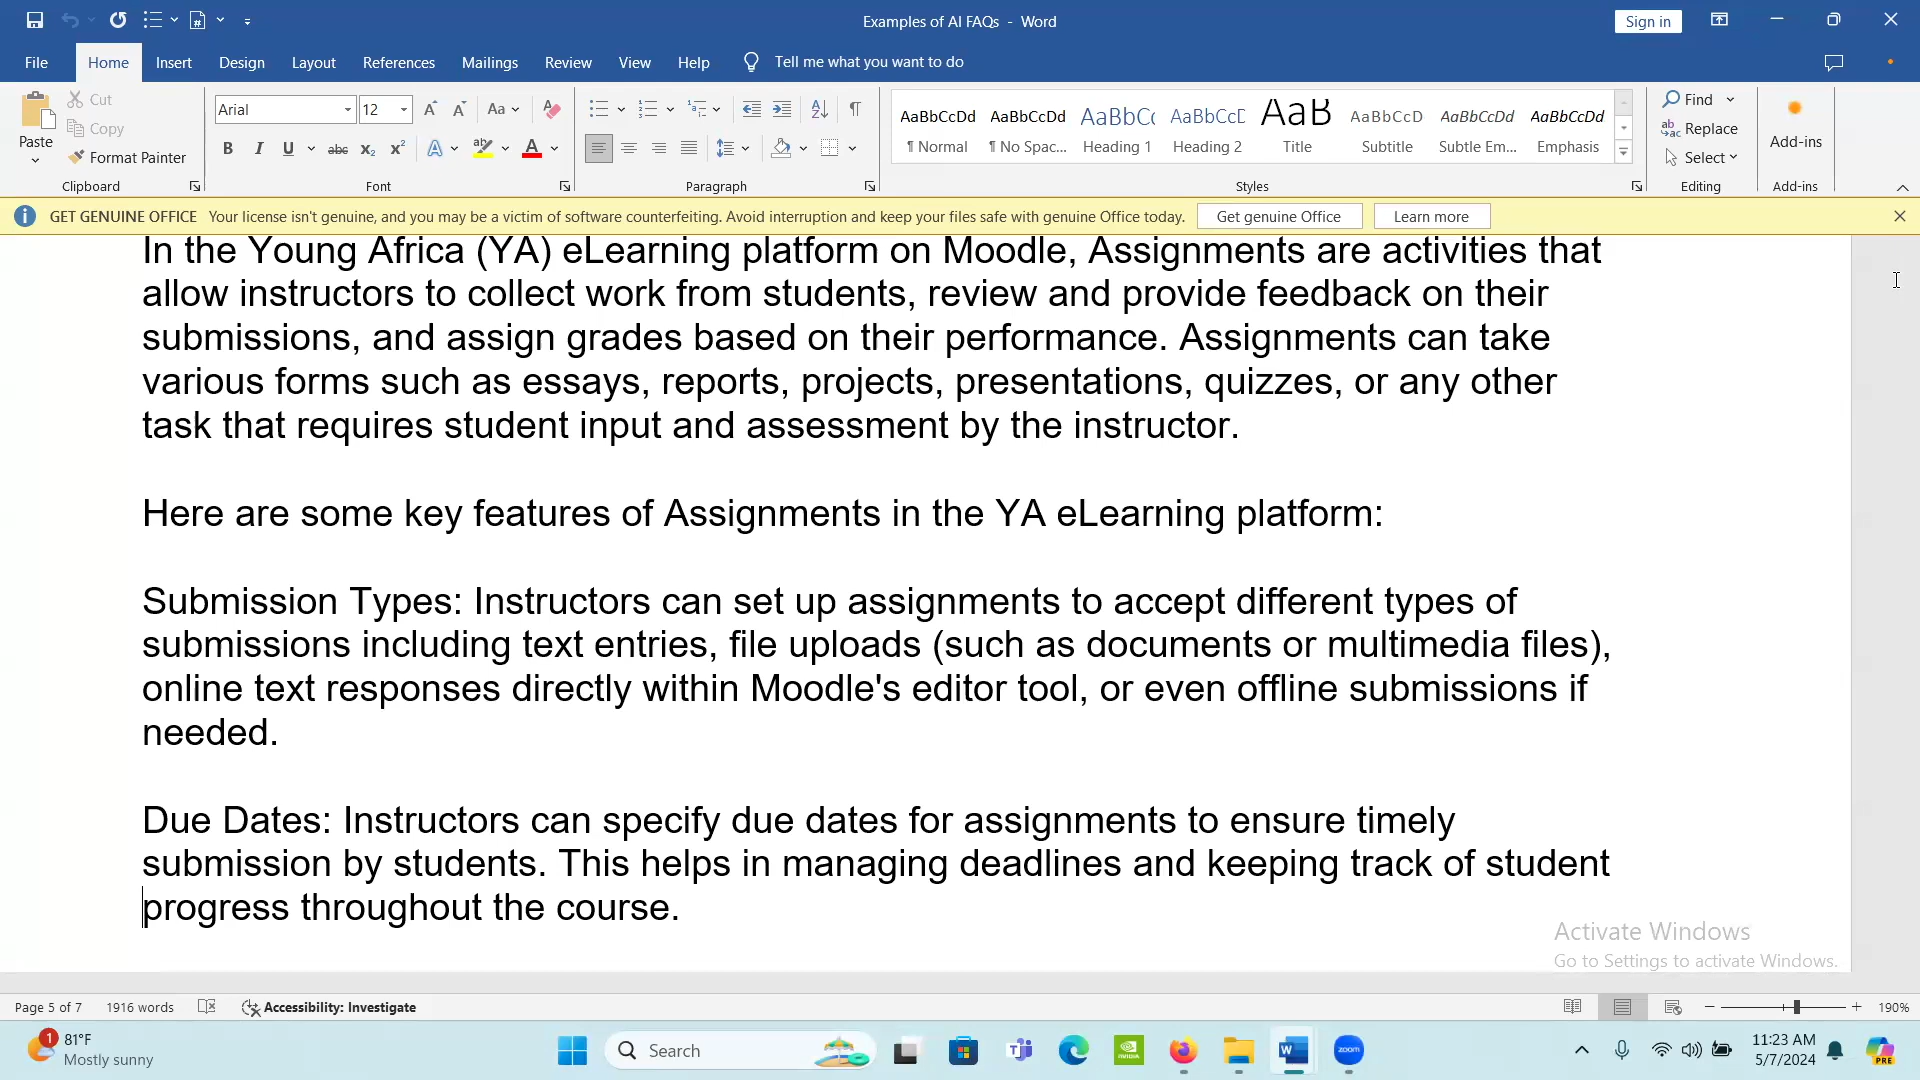 Examples of AI FAQs - Word
Sign in
File Home Insert Design Layout References Mailings Review View Help Tell me what you want to do
Paste
Cut
Copy
Format Painter
Clipboard
Arial 12
Font
Paragraph
AaBbCcDd AaBbCcDd AaBbCc AaBbCcC AaB AaBbCcD AaBbCcDd AaBbCcDd
¶ Normal ¶ No Spac... Heading 1 Heading 2 Title Subtitle Subtle Em... Emphasis
Styles
Find
Replace
Select
Editing
Add-ins
Add-ins
GET GENUINE OFFICE Your license isn't genuine, and you may be a victim of software counterfeiting. Avoid interruption and keep your files safe with genuine Office today. Get genuine Office Learn more
In the Young Africa (YA) eLearning platform on Moodle, Assignments are activities that
allow instructors to collect work from students, review and provide feedback on their
submissions, and assign grades based on their performance. Assignments can take
various forms such as essays, reports, projects, presentations, quizzes, or any other
task that requires student input and assessment by the instructor.
Here are some key features of Assignments in the YA eLearning platform:
Submission Types: Instructors can set up assignments to accept different types of
submissions including text entries, file uploads (such as documents or multimedia files),
online text responses directly within Moodle's editor tool, or even offline submissions if
needed.
Due Dates: Instructors can specify due dates for assignments to ensure timely
submission by students. This helps in managing deadlines and keeping track of student
progress throughout the course.
Activate Windows
Go to Settings to activate Windows.
Page 5 of 7 1916 words Accessibility: Investigate 190%
1 81°F
Mostly sunny
Search
zoom
11:23 AM
5/7/2024
PRE